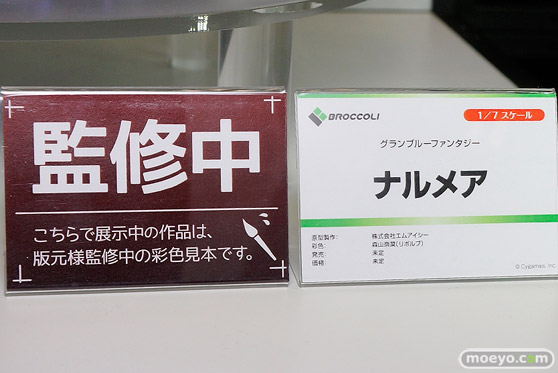 監修中
こちらで展示中の作品は、
版元様監修中の彩色見本です。
BROCCOLI
1/7 スケール
グランブルーファンタジー
ナルメア
原型製作: 株式会社エムアイシー
彩色: 森山奈菜(リボルブ)
発売: 未定
価格: 未定
© Cygames, Inc.
moeyo.com